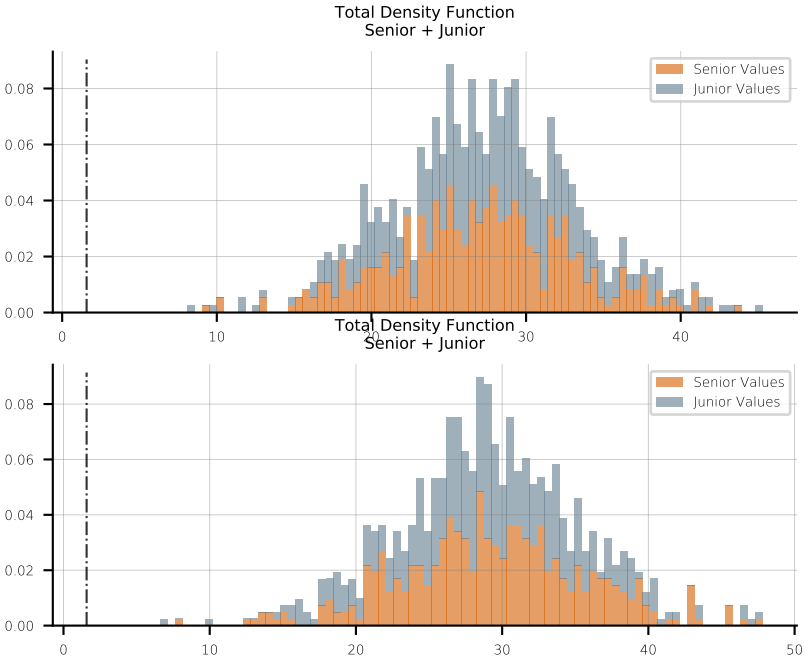 Total Density Function
Senior + Junior
Senior Values
Junior Values
0.08
0.06
0.04
0.02
0.00
0 10 20 30 40
Total Density Function
Senior + Junior
Senior Values
Junior Values
0.08
0.06
0.04
0.02
0.00
0 10 20 30 40 50